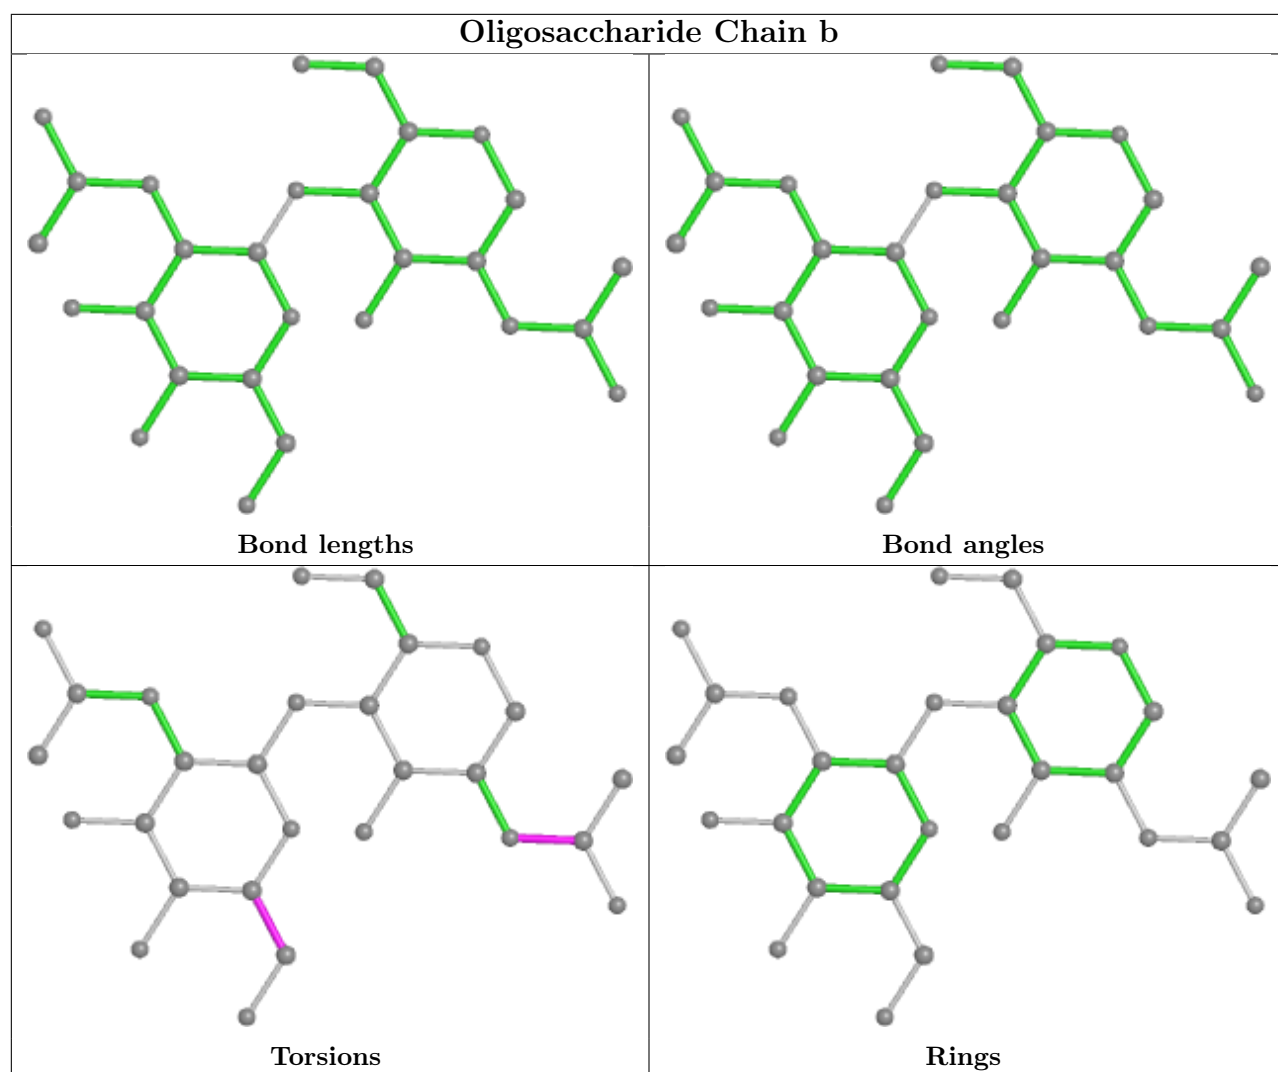 Oligosaccharide Chain b
Bond lengths
Bond angles
Torsions
Rings